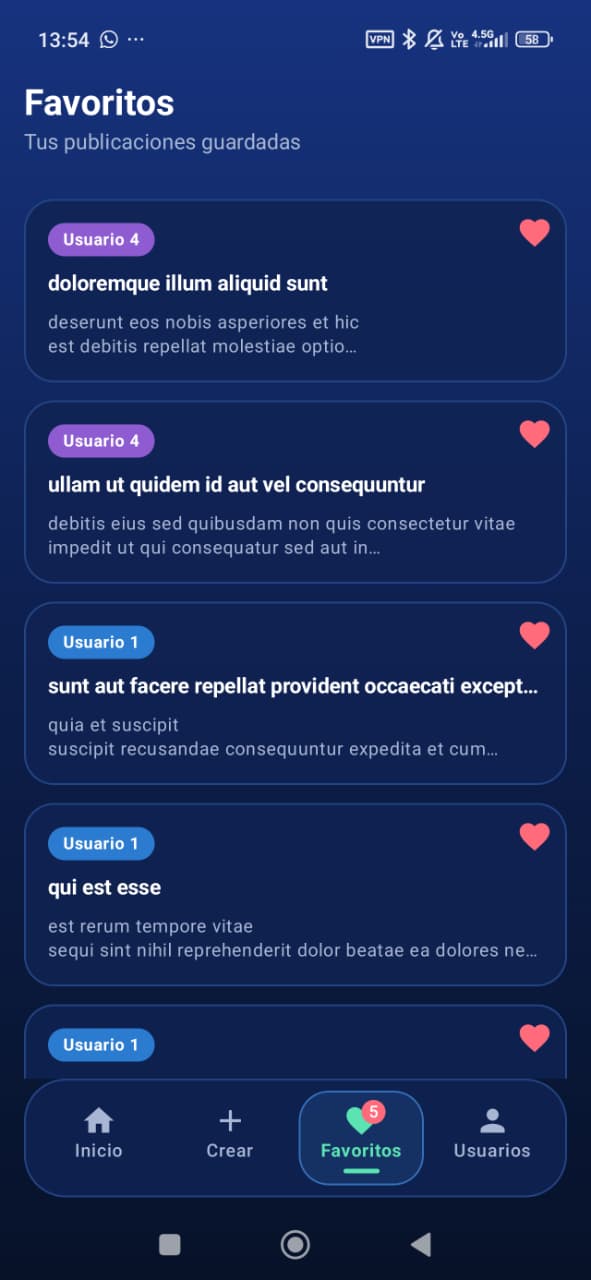 13:54 ...
VPN Vo LTE 4.5G 58
Favoritos
Tus publicaciones guardadas
Usuario 4
doloremque illum aliquid sunt
deserunt eos nobis asperiores et hic
est debitis repellat molestiae optio…
Usuario 4
ullam ut quidem id aut vel consequuntur
debitis eius sed quibusdam non quis consectetur vitae
impedit ut qui consequatur sed aut in…
Usuario 1
sunt aut facere repellat provident occaecati except…
quia et suscipit
suscipit recusandae consequuntur expedita et cum…
Usuario 1
qui est esse
est rerum tempore vitae
sequi sint nihil reprehenderit dolor beatae ea dolores ne…
Usuario 1
5
Inicio Crear Favoritos Usuarios